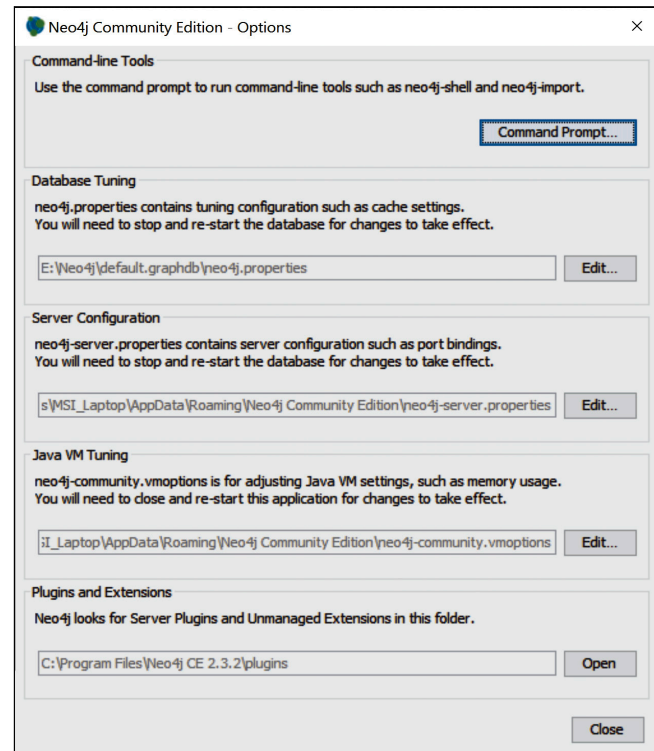 Neo4j Community Edition - Options
Command-line Tools
Use the command prompt to run command-line tools such as neo4j-shell and neo4j-import.
Command Prompt...
Database Tuning
neo4j.properties contains tuning configuration such as cache settings.
You will need to stop and re-start the database for changes to take effect.
E:\Neo4j\default.graphdb\neo4j.properties
Edit...
Server Configuration
neo4j-server.properties contains server configuration such as port bindings.
You will need to stop and re-start the database for changes to take effect.
s\MSI_Laptop\AppData\Roaming\Neo4j Community Edition\neo4j-server.properties
Edit...
Java VM Tuning
neo4j-community.vmoptions is for adjusting Java VM settings, such as memory usage.
You will need to close and re-start this application for changes to take effect.
I_Laptop\AppData\Roaming\Neo4j Community Edition\neo4j-community.vmoptions
Edit...
Plugins and Extensions
Neo4j looks for Server Plugins and Unmanaged Extensions in this folder.
C:\Program Files\Neo4j CE 2.3.2\plugins
Open
Close